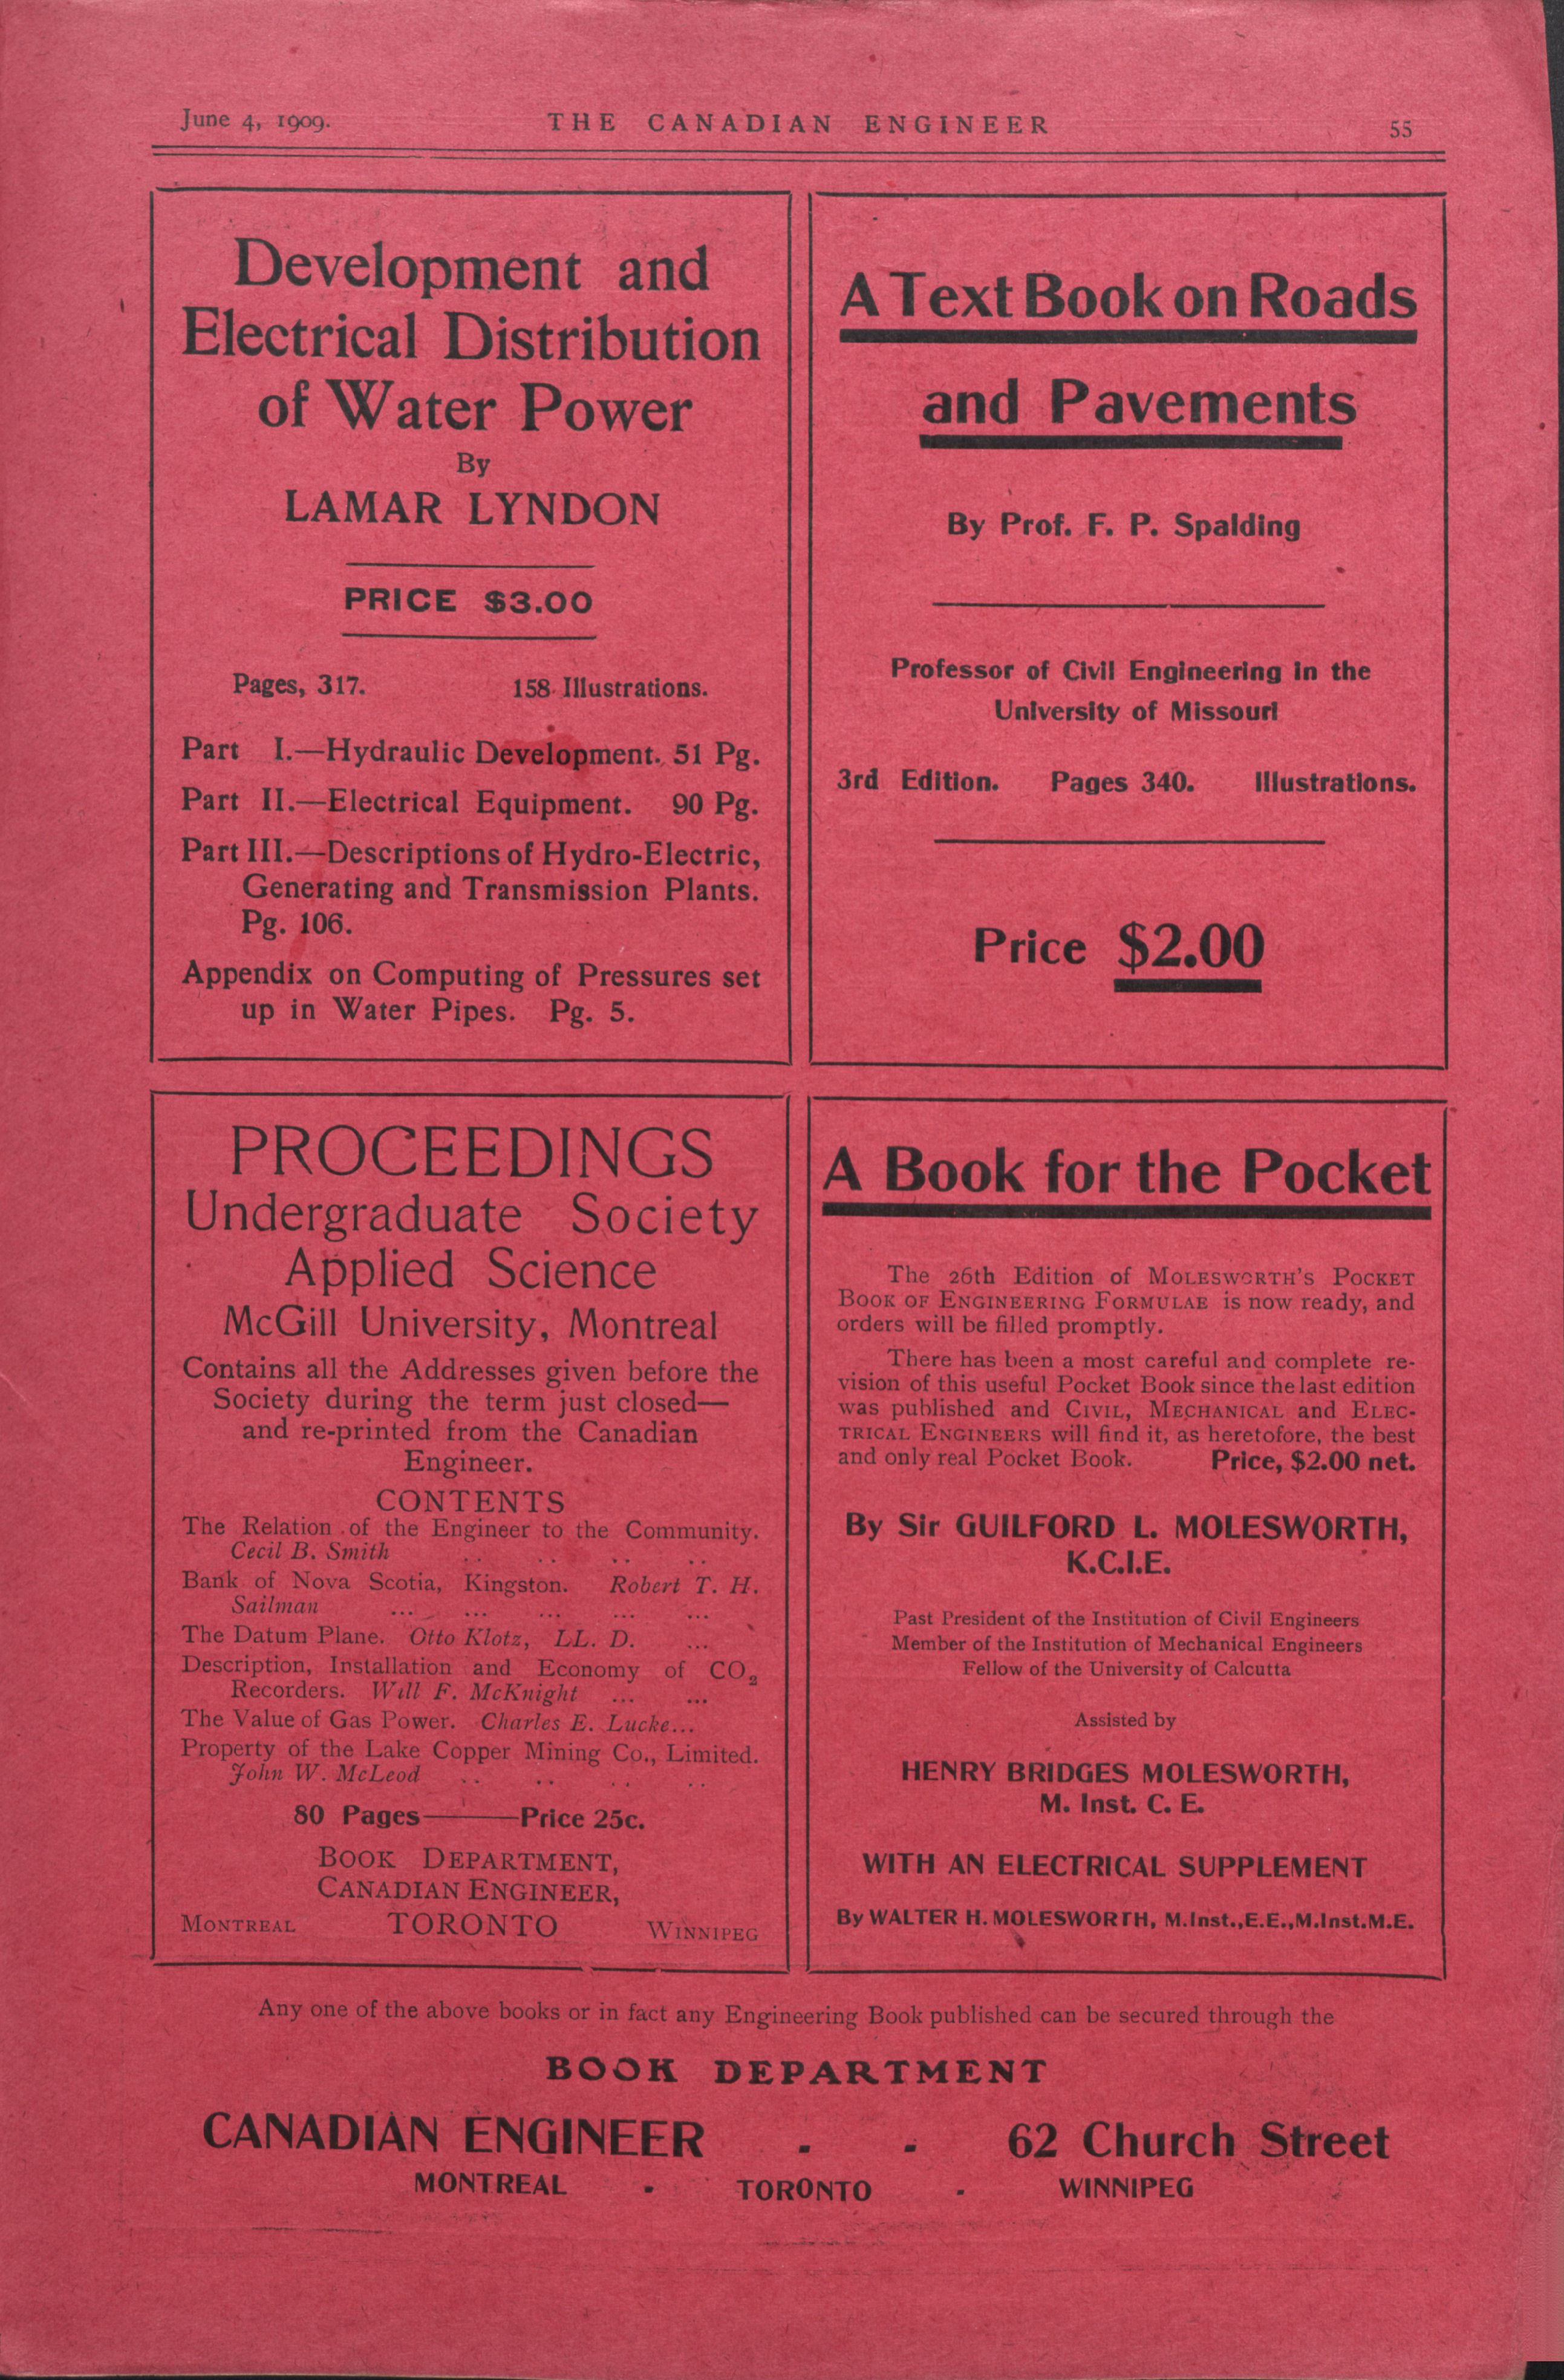 June 4, 1909.
THE CANADIAN ENGINEER
55
Development and
Electrical Distribution
of Water Power
By
LAMAR LYNDON
PRICE $3.00
Pages, 317. 158 Illustrations.
Part I.—Hydraulic Development. 51 Pg.
Part II.—Electrical Equipment. 90 Pg.
Part III.—Descriptions of Hydro-Electric,
Generating and Transmission Plants.
Pg. 106.
Appendix on Computing of Pressures set
up in Water Pipes. Pg. 5.
A Text Book on Roads
and Pavements
By Prof. F. P. Spalding
Professor of Civil Engineering in the
University of Missouri
3rd Edition. Pages 340. Illustrations.
Price $2.00
PROCEEDINGS
Undergraduate Society
Applied Science
McGill University, Montreal
Contains all the Addresses given before the
Society during the term just closed—
and re-printed from the Canadian
Engineer.
CONTENTS
The Relation of the Engineer to the Community.
Cecil B. Smith .. .. .. ..
Bank of Nova Scotia, Kingston. Robert T. H.
Sailman ... ... ... ... ...
The Datum Plane. Otto Klotz, LL. D. ...
Description, Installation and Economy of CO₂
Recorders. Will F. McKnight ... ...
The Value of Gas Power. Charles E. Lucke...
Property of the Lake Copper Mining Co., Limited.
John W. McLeod .. .. .. ..
80 Pages——Price 25c.
BOOK DEPARTMENT,
CANADIAN ENGINEER,
MONTREAL TORONTO WINNIPEG
A Book for the Pocket
The 26th Edition of MOLESWORTH'S POCKET
BOOK OF ENGINEERING FORMULAE is now ready, and
orders will be filled promptly.
There has been a most careful and complete re-
vision of this useful Pocket Book since the last edition
was published and CIVIL, MECHANICAL and ELEC-
TRICAL ENGINEERS will find it, as heretofore, the best
and only real Pocket Book. Price, $2.00 net.
By Sir GUILFORD L. MOLESWORTH,
K.C.I.E.
Past President of the Institution of Civil Engineers
Member of the Institution of Mechanical Engineers
Fellow of the University of Calcutta
Assisted by
HENRY BRIDGES MOLESWORTH,
M. Inst. C. E.
WITH AN ELECTRICAL SUPPLEMENT
By WALTER H. MOLESWORTH, M.Inst.,E.E.,M.Inst.M.E.
Any one of the above books or in fact any Engineering Book published can be secured through the
BOOK DEPARTMENT
CANADIAN ENGINEER - - 62 Church Street
MONTREAL - TORONTO - WINNIPEG